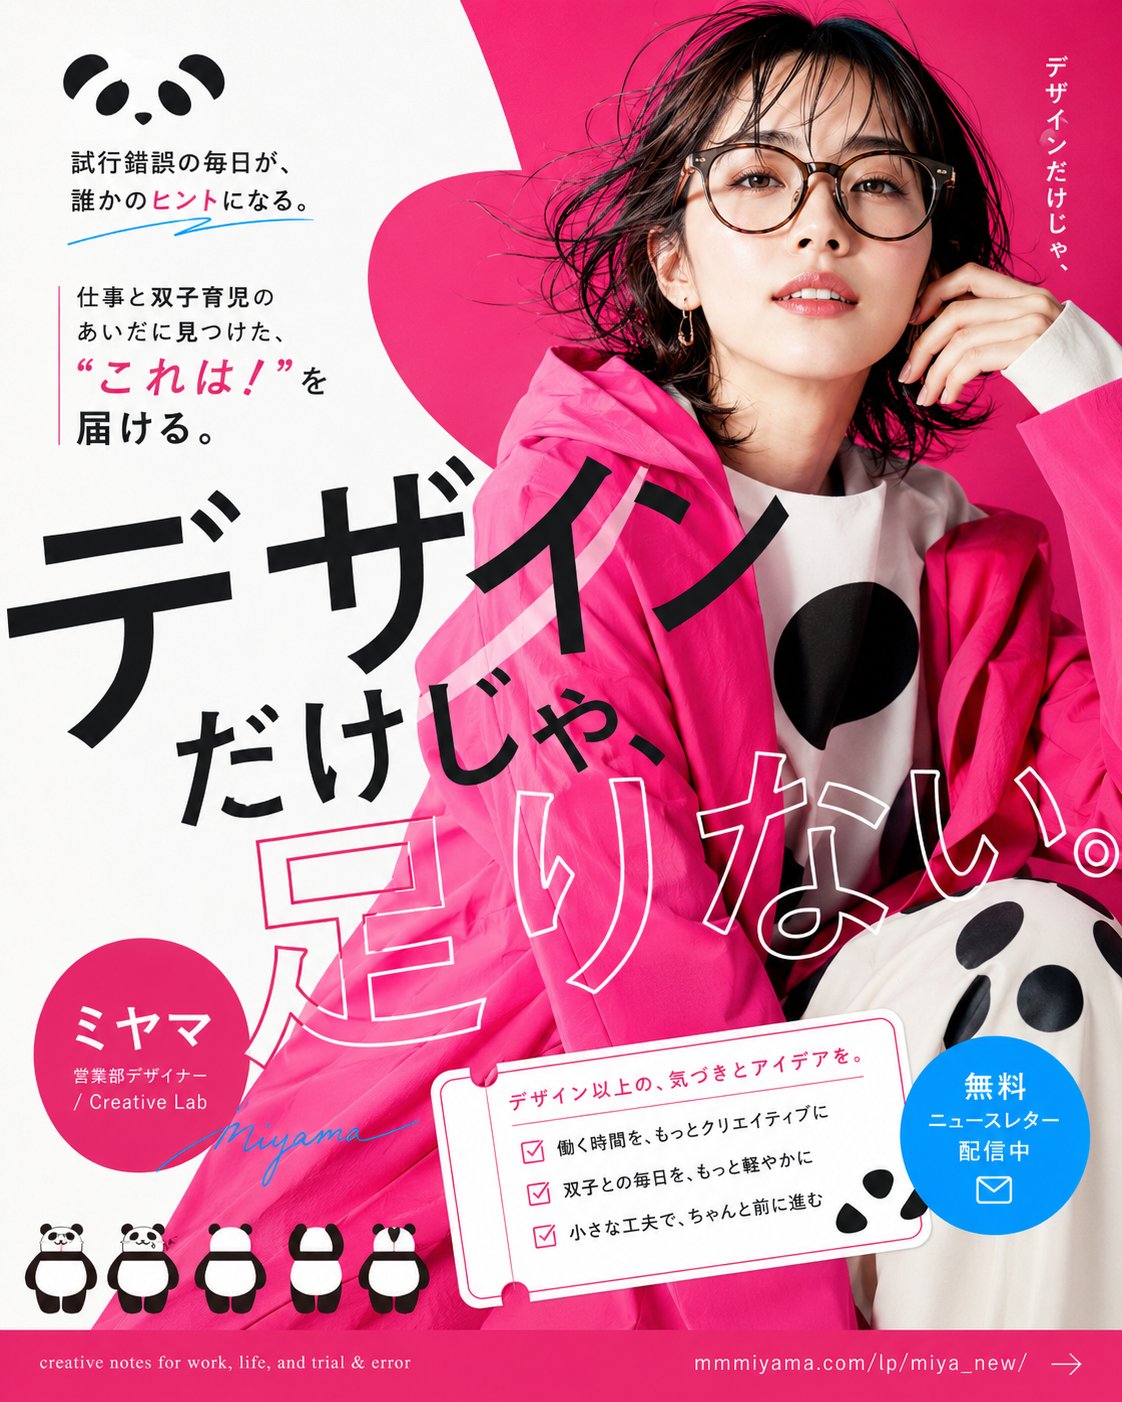 試行錯誤の毎日が、
誰かのヒントになる。
デザインだけじゃ、
仕事と双子育児の
あいだに見つけた、
“これは!”を
届ける。
デザイン
だけじゃ、
足りない。
ミヤマ
営業部デザイナー
/ Creative Lab
Miyama
デザイン以上の、気づきとアイデアを。
働く時間を、もっとクリエイティブに
双子との毎日を、もっと軽やかに
小さな工夫で、ちゃんと前に進む
無料
ニュースレター
配信中
creative notes for work, life, and trial & error
mmmiyama.com/lp/miya_new/